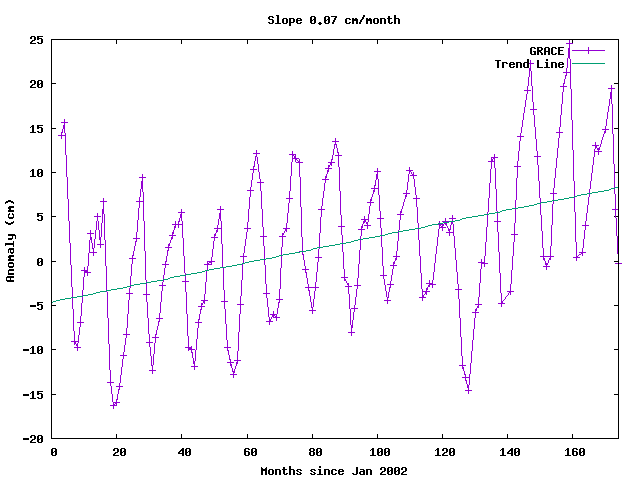 Slope 0.07 cm/month
GRACE
Trend Line
25
20
15
10
5
0
-5
-10
-15
-20
Anomaly (cm)
0 20 40 60 80 100 120 140 160
Months since Jan 2002